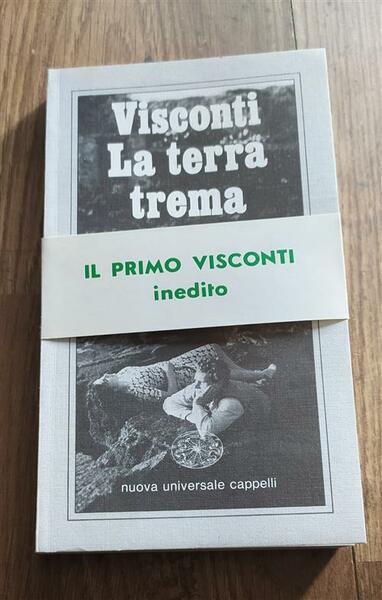 Visconti
La terra
trema
IL PRIMO VISCONTI
inedito
nuova universale cappelli